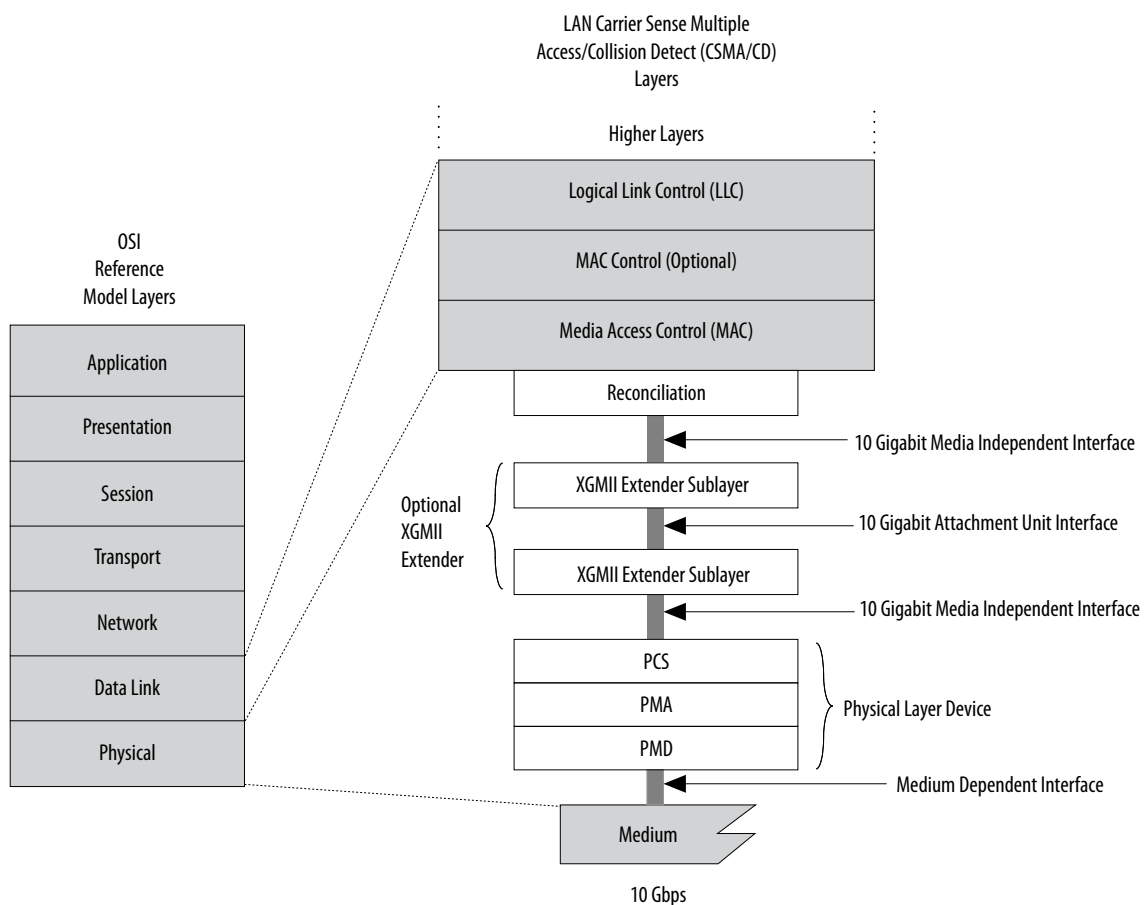 LAN Carrier Sense Multiple
Access/Collision Detect (CSMA/CD)
Layers
Higher Layers
Logical Link Control (LLC)
MAC Control (Optional)
Media Access Control (MAC)
Reconciliation
10 Gigabit Media Independent Interface
XGMII Extender Sublayer
Optional
XGMII
Extender
10 Gigabit Attachment Unit Interface
XGMII Extender Sublayer
10 Gigabit Media Independent Interface
PCS
PMA
PMD
Physical Layer Device
Medium Dependent Interface
Medium
10 Gbps
OSI
Reference
Model Layers
Application
Presentation
Session
Transport
Network
Data Link
Physical